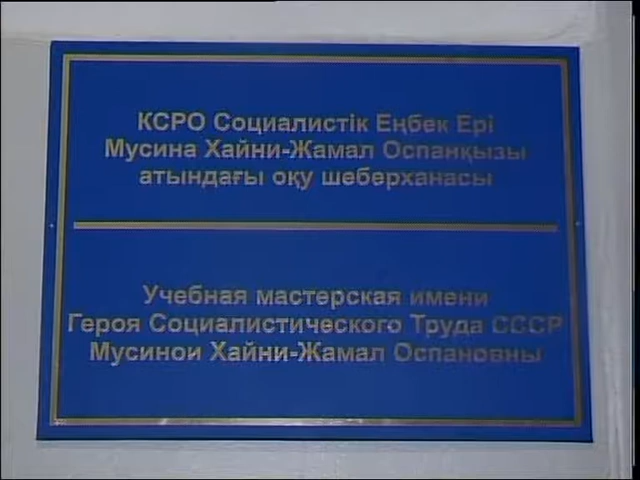 КСРО Социалистік Еңбек Ері
Мусина Хайни-Жамал Оспанқызы
атындағы оқу шеберханасы
Учебная мастерская имени
Героя Социалистического Труда СССР
Мусиной Хайни-Жамал Оспановны